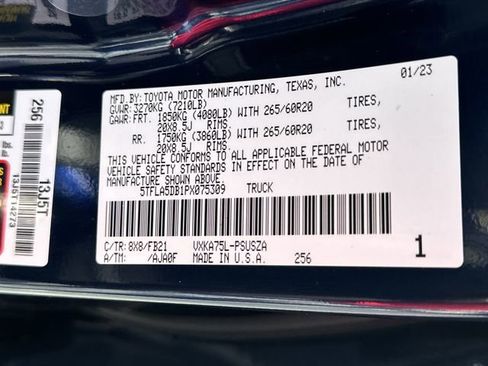 MFD.BY: TOYOTA MOTOR MANUFACTURING, TEXAS, INC. 01/23
GVWR: 3270KG (7210LB)
GAWR: FRT. 1850KG (4080LB) WITH 265/60R20 TIRES,
20X8.5J RIMS.
RR. 1750KG (3860LB) WITH 265/60R20 TIRES,
20X8.5J RIMS.
THIS VEHICLE CONFORMS TO ALL APPLICABLE FEDERAL MOTOR
VEHICLE SAFETY STANDARDS IN EFFECT ON THE DATE OF
MANUFACTURE SHOWN ABOVE.
5TFLA5DB1PX075309 TRUCK
C/TR: 8X8/FB21 VXKA75L-PSUSZA
A/TM: /AJA0F MADE IN U.S.A. 256 1
256 13J5T
13J5T14273
lbs.